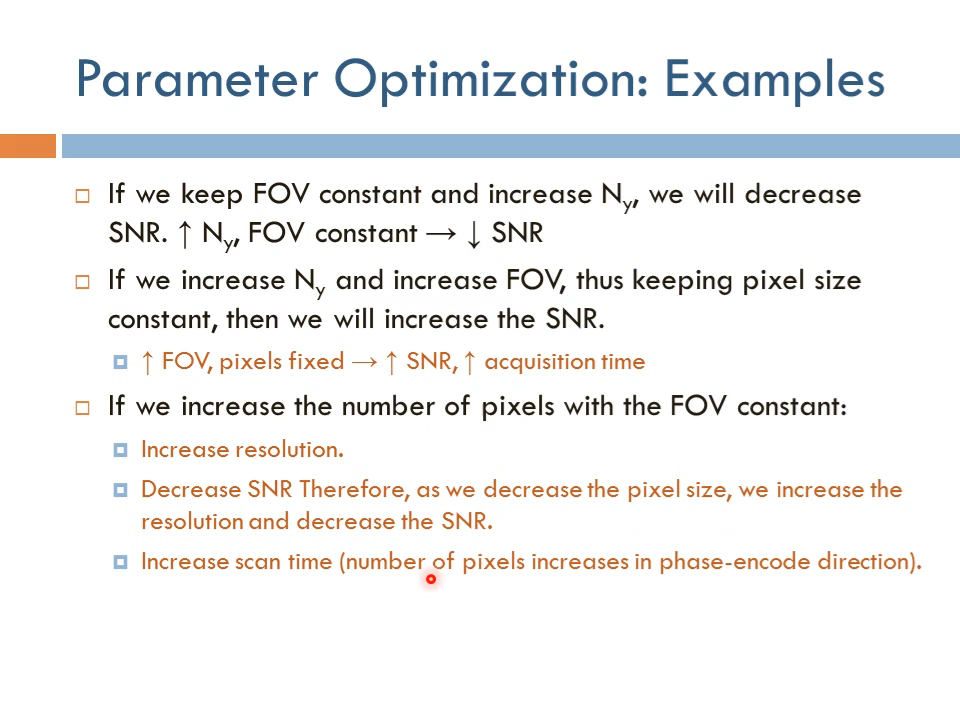 Parameter Optimization: Examples
If we keep FOV constant and increase Ny, we will decrease
SNR. ↑ Ny, FOV constant → ↓ SNR
If we increase Ny and increase FOV, thus keeping pixel size
constant, then we will increase the SNR.
↑ FOV, pixels fixed → ↑ SNR, ↑ acquisition time
If we increase the number of pixels with the FOV constant:
Increase resolution.
Decrease SNR Therefore, as we decrease the pixel size, we increase the
resolution and decrease the SNR.
Increase scan time (number of pixels increases in phase-encode direction).